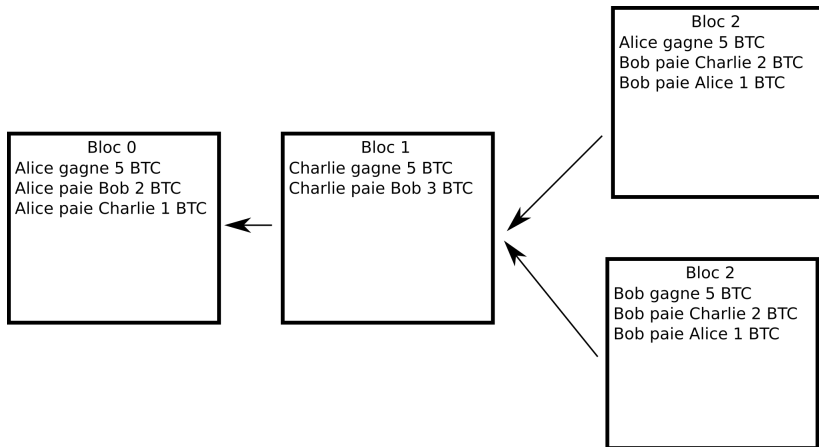 Bloc 0
Alice gagne 5 BTC
Alice paie Bob 2 BTC
Alice paie Charlie 1 BTC
Bloc 1
Charlie gagne 5 BTC
Charlie paie Bob 3 BTC
Bloc 2
Alice gagne 5 BTC
Bob paie Charlie 2 BTC
Bob paie Alice 1 BTC
Bloc 2
Bob gagne 5 BTC
Bob paie Charlie 2 BTC
Bob paie Alice 1 BTC